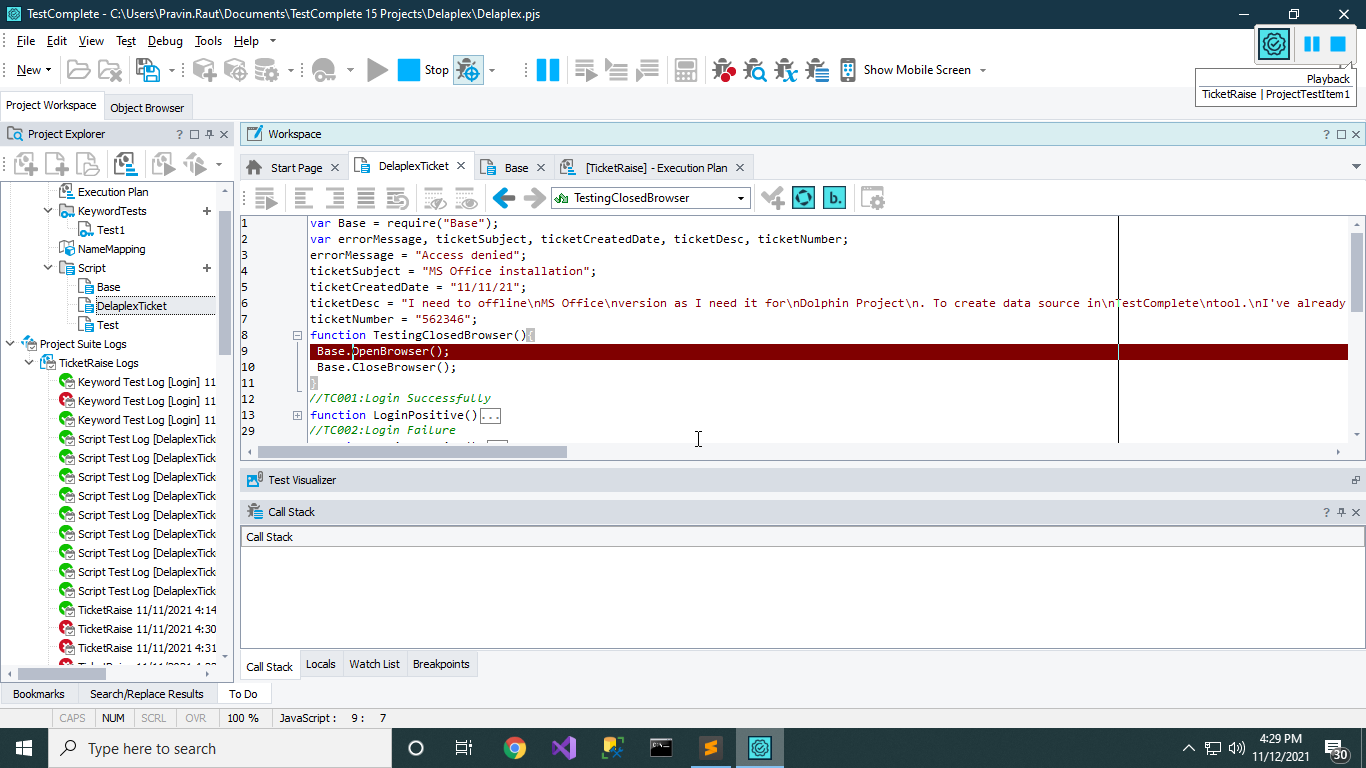 TestComplete - C:\Users\Pravin.Raut\Documents\TestComplete 15 Projects\Delaplex\Delaplex.pjs
File Edit View Test Debug Tools Help
New Stop Show Mobile Screen
Playback
TicketRaise | ProjectTestItem1
Project Workspace Object Browser
Project Explorer
Execution Plan
KeywordTests
Test1
NameMapping
Script
Base
DelaplexTicket
Test
Project Suite Logs
TicketRaise Logs
Keyword Test Log [Login] 11
Keyword Test Log [Login] 11
Keyword Test Log [Login] 11
Script Test Log [DelaplexTick
Script Test Log [DelaplexTick
Script Test Log [DelaplexTick
Script Test Log [DelaplexTick
Script Test Log [DelaplexTick
Script Test Log [DelaplexTick
Script Test Log [DelaplexTick
Script Test Log [DelaplexTick
Script Test Log [DelaplexTick
TicketRaise 11/11/2021 4:14
TicketRaise 11/11/2021 4:30
TicketRaise 11/11/2021 4:31
Workspace
Start Page DelaplexTicket Base [TicketRaise] - Execution Plan
TestingClosedBrowser b.
1 var Base = require("Base");
2 var errorMessage, ticketSubject, ticketCreatedDate, ticketDesc, ticketNumber;
3 errorMessage = "Access denied";
4 ticketSubject = "MS Office installation";
5 ticketCreatedDate = "11/11/21";
6 ticketDesc = "I need to offline\nMS Office\nversion as I need it for\nDolphin Project\n. To create data source in\nTestComplete\ntool.\nI've already
7 ticketNumber = "562346";
8 function TestingClosedBrowser(){
9 Base.OpenBrowser();
10 Base.CloseBrowser();
11 }
12 //TC001:Login Successfully
13 function LoginPositive()...
29 //TC002:Login Failure
Test Visualizer
Call Stack
Call Stack
Call Stack Locals Watch List Breakpoints
Bookmarks Search/Replace Results To Do
CAPS NUM SCRL OVR 100 % JavaScript : 9 : 7
Type here to search
4:29 PM
11/12/2021
30